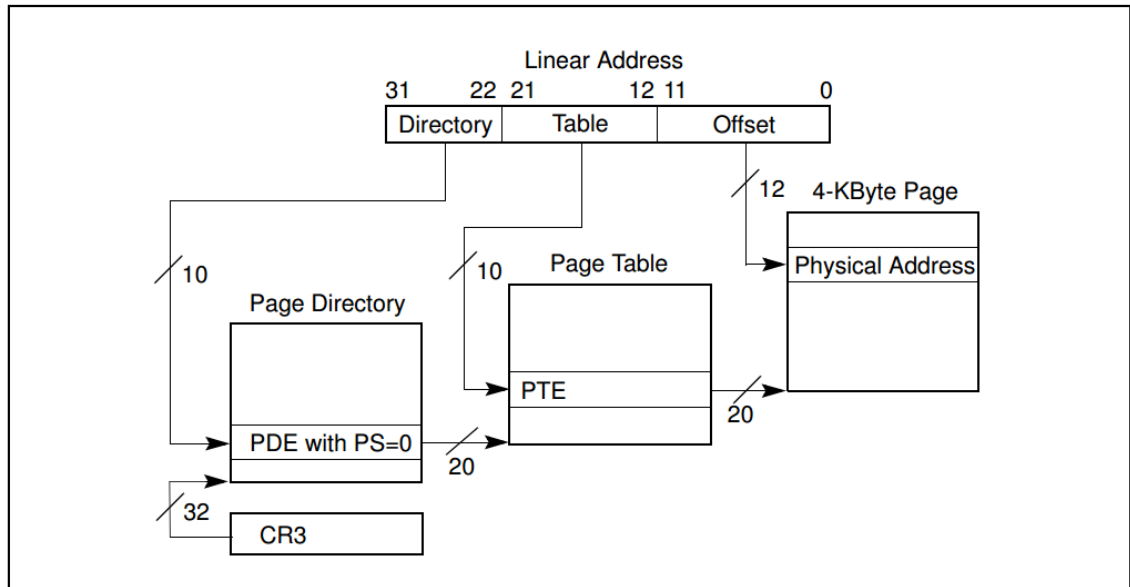 Linear Address
31 22 21 12 11 0
Directory Table Offset
12
4-KByte Page
Physical Address
10
10
Page Table
PTE
20
Page Directory
PDE with PS=0
20
32
CR3